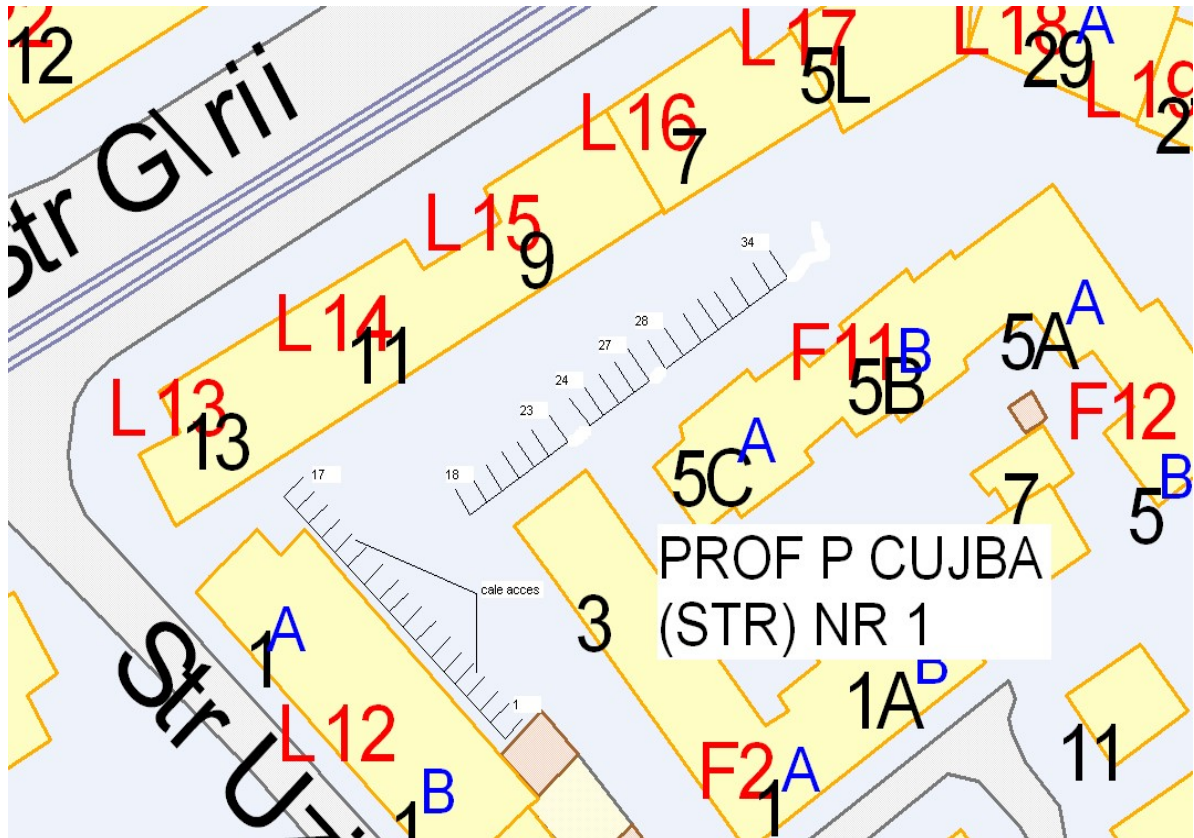 12
Str G\rii
L 17
5L
L 18
29
A
L 19
L 16
7
L 15
9
34
L 14
11
28
27
24
23
18
17
L 13
13
F11
B
5B
5A
A
F12
A
5C
7
B
5
cale acces
PROF P CUJBA
(STR) NR 1
3
A
1
L 12
B
1
1
B
1A
F2
A
1
11